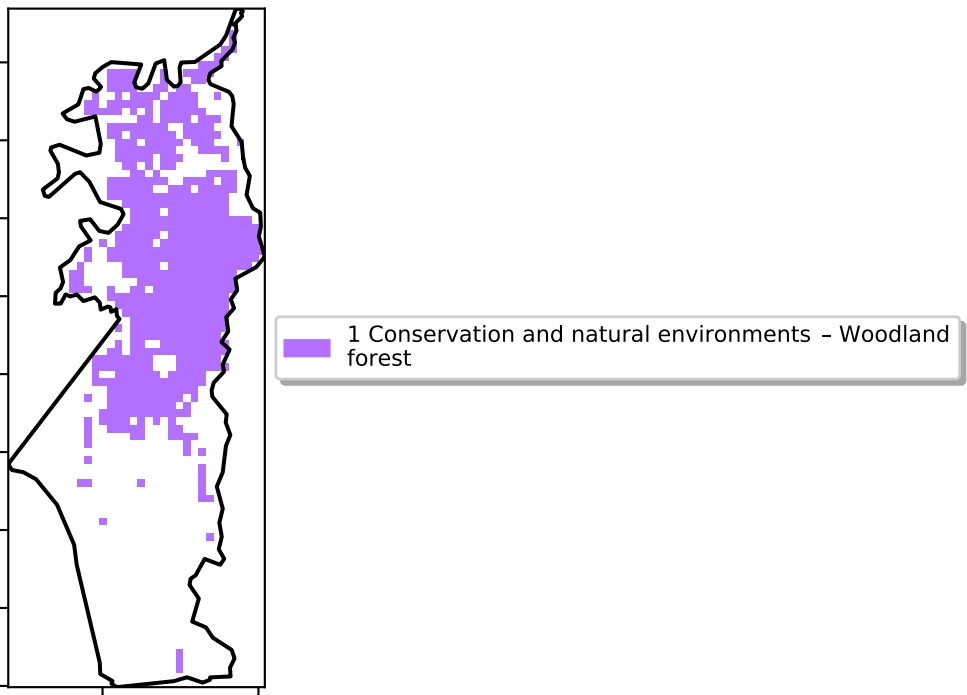 1 Conservation and natural environments – Woodland
forest